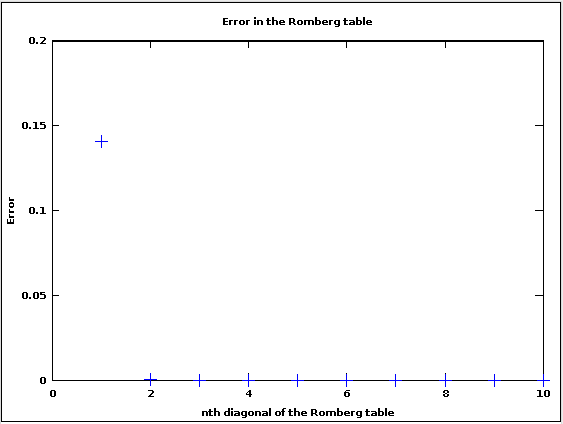 Error in the Romberg table
0.2
0.15
0.1
0.05
0
Error
0 2 4 6 8 10
nth diagonal of the Romberg table